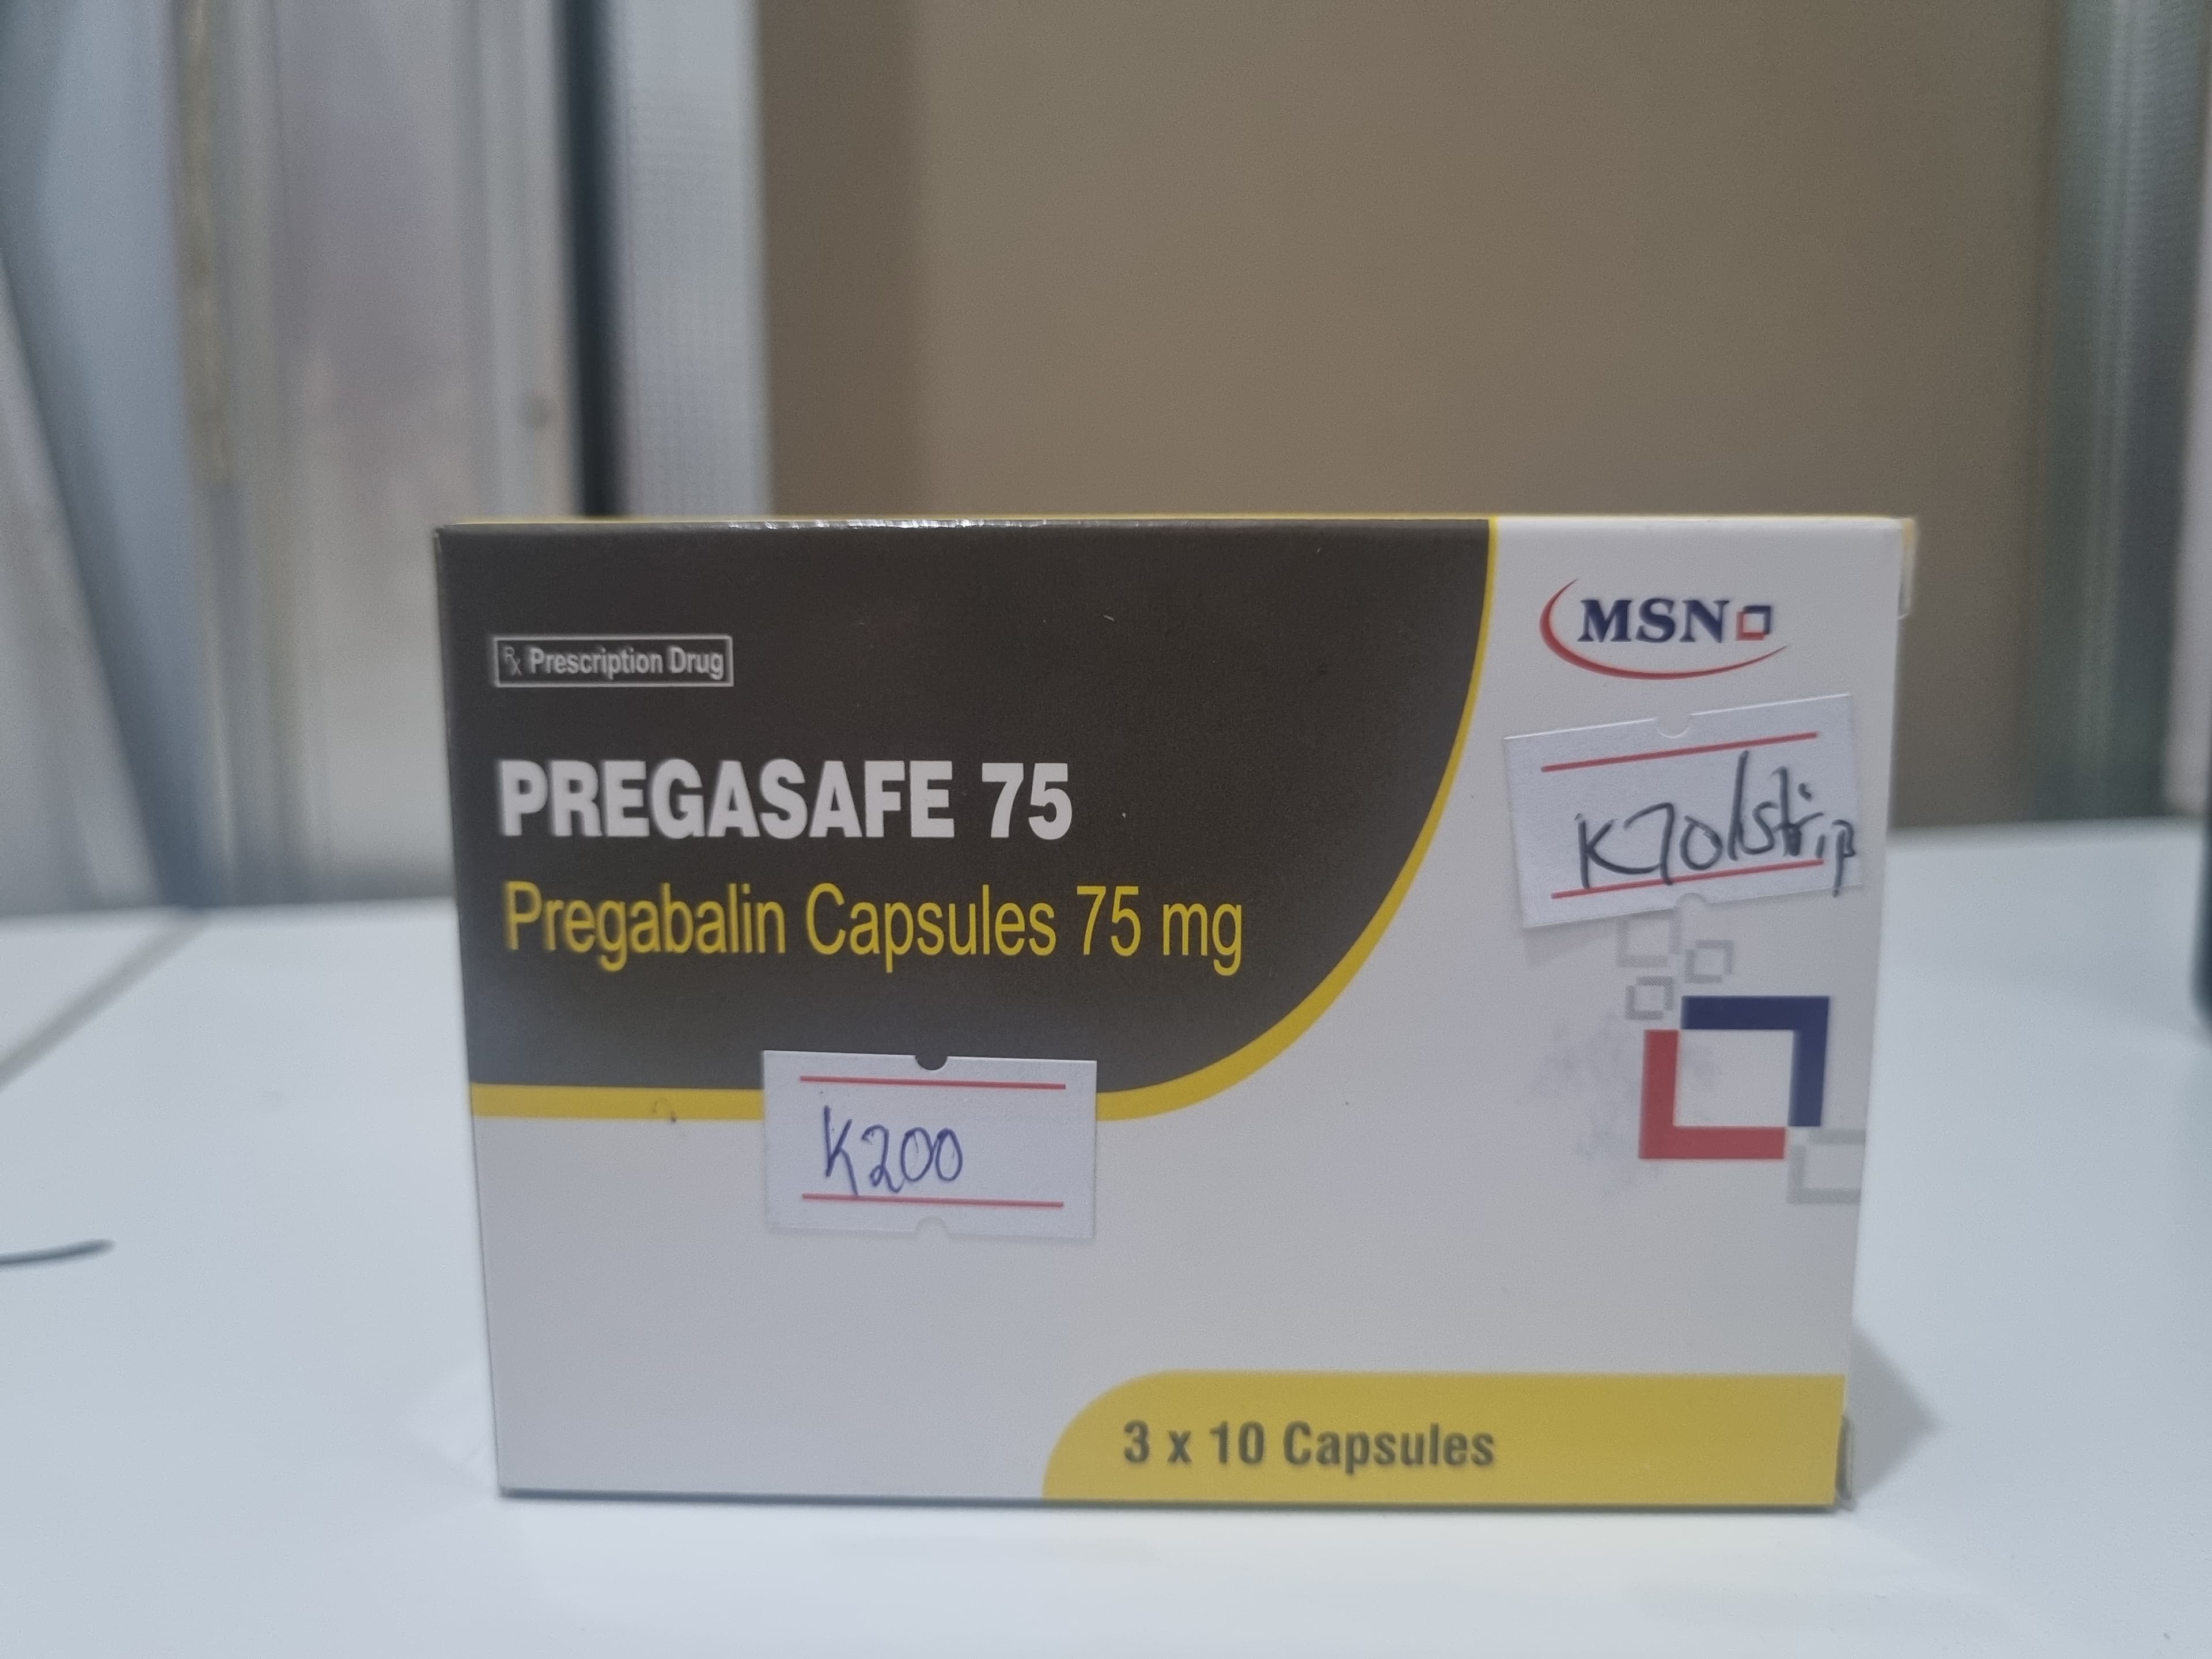 MSN
℞ Prescription Drug
PREGASAFE 75
Pregabalin Capsules 75 mg
K70/strip
K200
3 x 10 Capsules